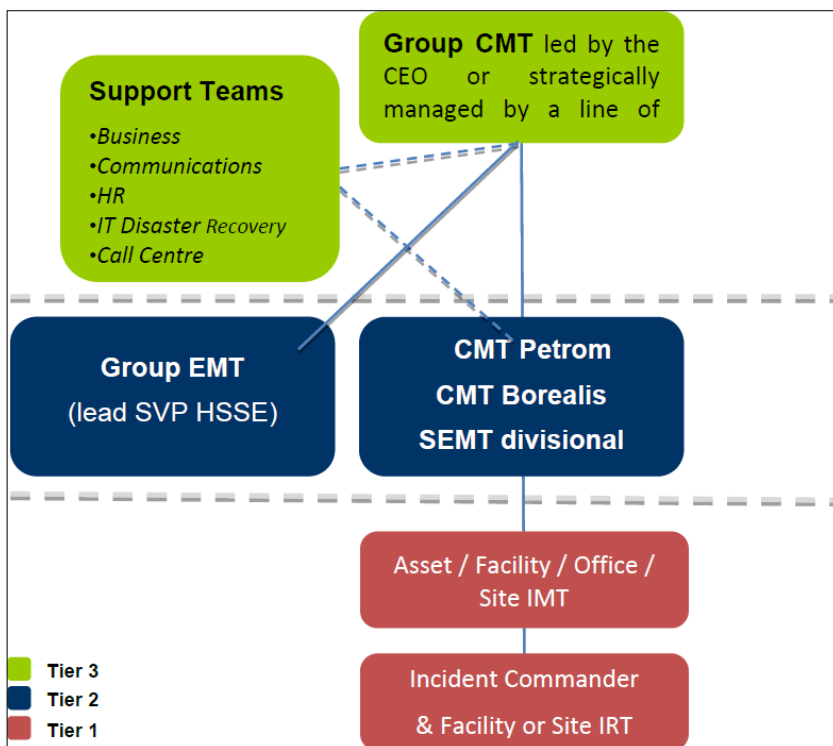 Group CMT led by the
CEO or strategically
managed by a line of
Support Teams
•Business
•Communications
•HR
•IT Disaster Recovery
•Call Centre
Group EMT
(lead SVP HSSE)
CMT Petrom
CMT Borealis
SEMT divisional
Asset / Facility / Office /
Site IMT
Incident Commander
& Facility or Site IRT
Tier 3
Tier 2
Tier 1